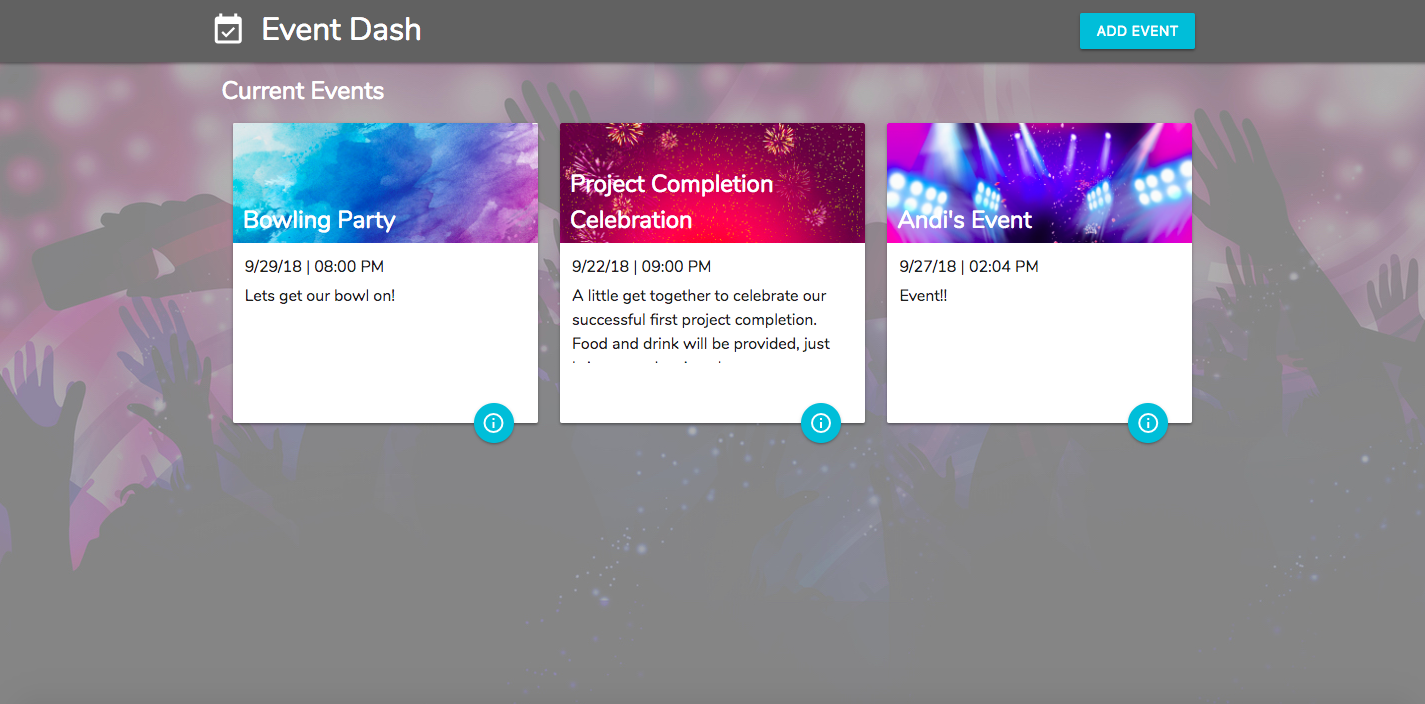 Event Dash
ADD EVENT
Current Events
Bowling Party
9/29/18 | 08:00 PM
Lets get our bowl on!
Project Completion
Celebration
9/22/18 | 09:00 PM
A little get together to celebrate our
successful first project completion.
Food and drink will be provided, just
Andi's Event
9/27/18 | 02:04 PM
Event!!